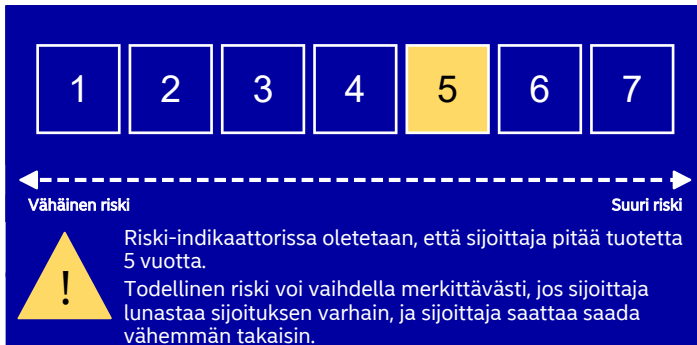 1 2 3 4 5 6 7
Vähäinen riski Suuri riski
Riski-indikaattorissa oletetaan, että sijoittaja pitää tuotetta
5 vuotta.
!
Todellinen riski voi vaihdella merkittävästi, jos sijoittaja
lunastaa sijoituksen varhain, ja sijoittaja saattaa saada
vähemmän takaisin.